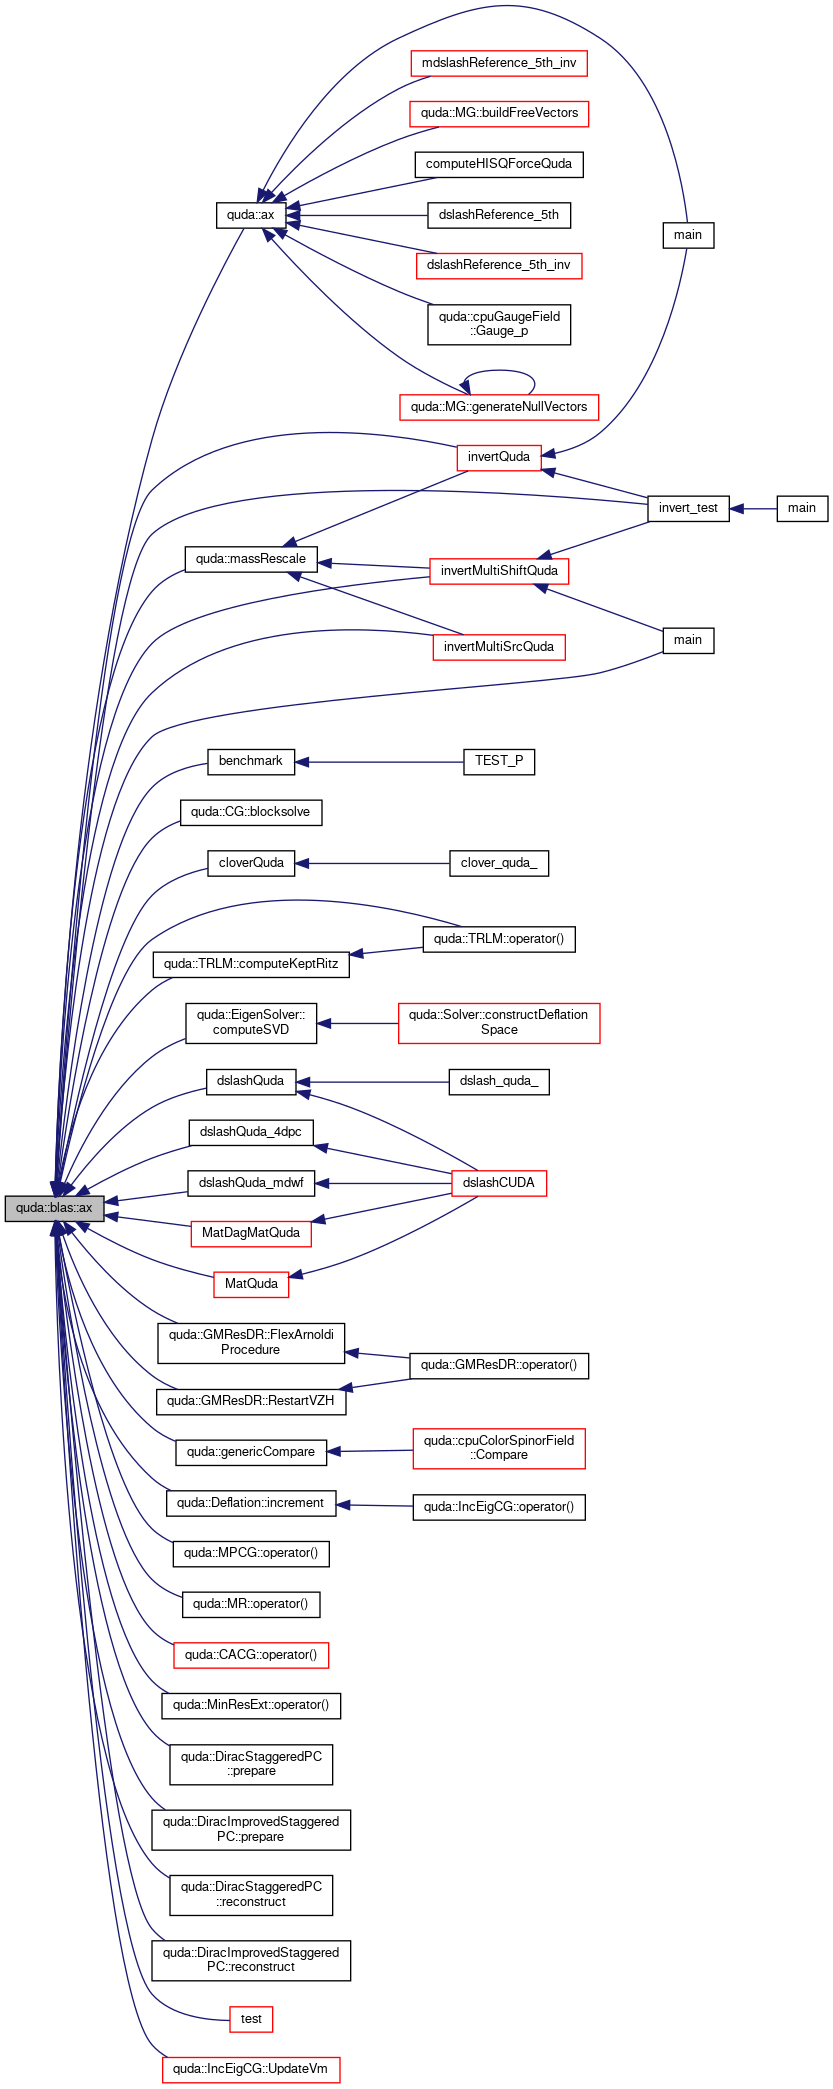 mdslashReference_5th_inv
quda::MG::buildFreeVectors
computeHISQForceQuda
quda::ax
dslashReference_5th
main
dslashReference_5th_inv
quda::cpuGaugeField
::Gauge_p
quda::MG::generateNullVectors
invertQuda
invert_test
main
quda::massRescale
invertMultiShiftQuda
invertMultiSrcQuda
main
benchmark
TEST_P
quda::CG::blocksolve
cloverQuda
clover_quda_
quda::TRLM::operator()
quda::TRLM::computeKeptRitz
quda::EigenSolver::
computeSVD
quda::Solver::constructDeflation
Space
dslashQuda
dslash_quda_
dslashQuda_4dpc
dslashQuda_mdwf
dslashCUDA
quda::blas::ax
MatDagMatQuda
MatQuda
quda::GMResDR::FlexArnoldi
Procedure
quda::GMResDR::operator()
quda::GMResDR::RestartVZH
quda::genericCompare
quda::cpuColorSpinorField
::Compare
quda::Deflation::increment
quda::IncEigCG::operator()
quda::MPCG::operator()
quda::MR::operator()
quda::CACG::operator()
quda::MinResExt::operator()
quda::DiracStaggeredPC
::prepare
quda::DiracImprovedStaggered
PC::prepare
quda::DiracStaggeredPC
::reconstruct
quda::DiracImprovedStaggered
PC::reconstruct
test
quda::IncEigCG::UpdateVm